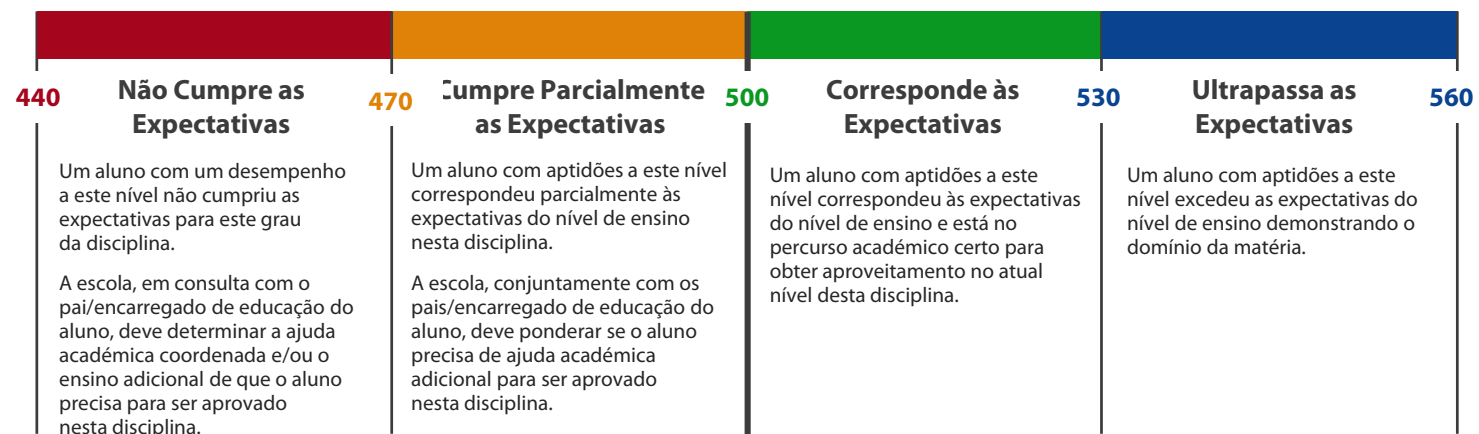 440
Não Cumpre as
Expectativas
Um aluno com um desempenho
a este nível não cumpriu as
expectativas para este grau
da disciplina.
A escola, em consulta com o
pai/encarregado de educação do
aluno, deve determinar a ajuda
académica coordenada e/ou o
ensino adicional de que o aluno
precisa para ser aprovado
nesta disciplina.
470
Cumpre Parcialmente
as Expectativas
Um aluno com aptidões a este nível
correspondeu parcialmente às
expectativas do nível de ensino
nesta disciplina.
A escola, conjuntamente com os
pais/encarregado de educação do
aluno, deve ponderar se o aluno
precisa de ajuda académica
adicional para ser aprovado
nesta disciplina.
500
Corresponde às
Expectativas
Um aluno com aptidões a este
nível correspondeu às expectativas
do nível de ensino e está no
percurso académico certo para
obter aproveitamento no atual
nível desta disciplina.
530
Ultrapassa as
Expectativas
Um aluno com aptidões a este
nível excedeu as expectativas do
nível de ensino demonstrando o
domínio da matéria.
560